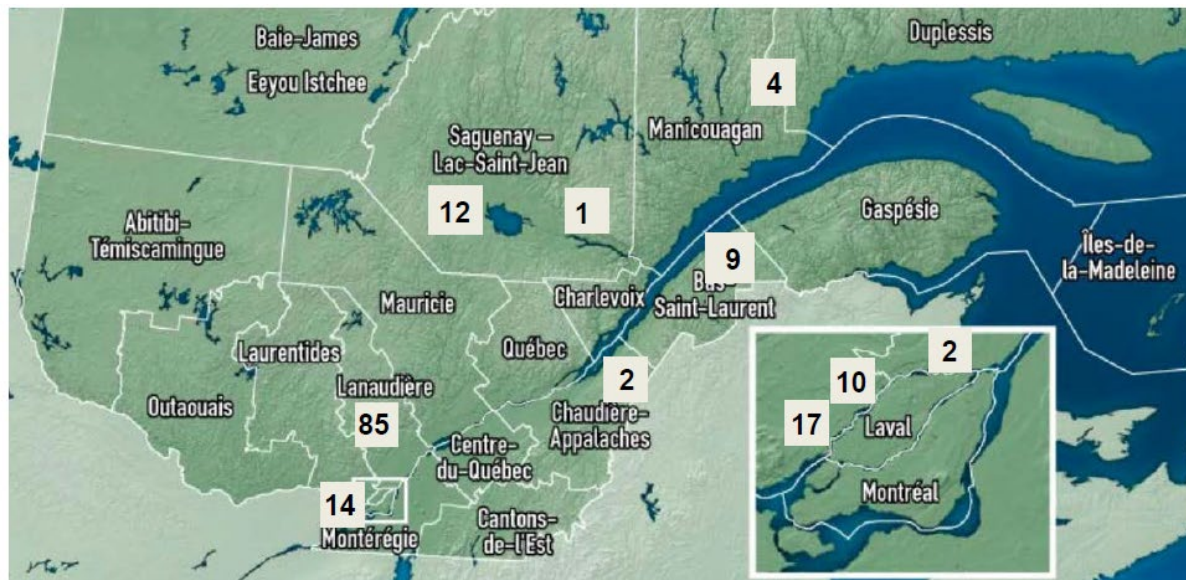 Duplessis
Baie-James
Eeyou Istchee
4
Manicouagan
Saguenay –
Lac-Saint-Jean
12
1
Abitibi-
Témiscamingue
Gaspésie
Îles-de-
la-Madeleine
9
Bas-
Saint-Laurent
Charlevoix
Mauricie
Québec
Laurentides
Lanaudière
Outaouais
85
2
Chaudière-
Appalaches
Centre-
du-Québec
14
Montérégie
Cantons-
de-l'Est
2
10
17
Laval
Montréal